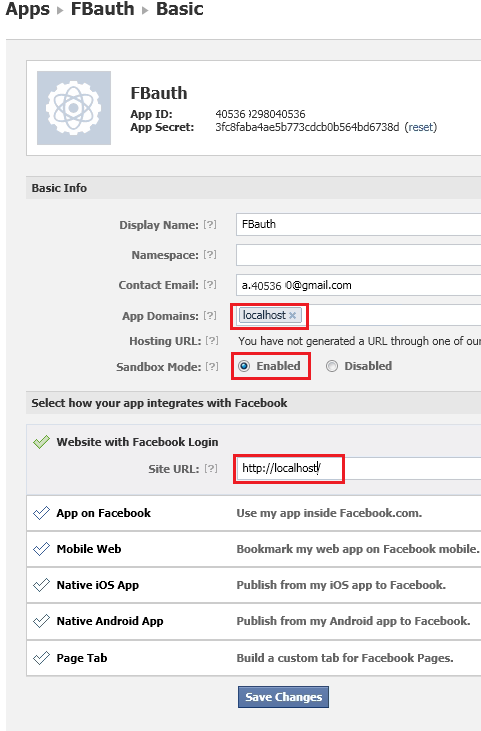 Apps ▸ FBauth ▸ Basic
FBauth
App ID: 40536 9298040536
App Secret: 3fc8faba4ae5b773cdcb0b564bd6738d (reset)
Basic Info
Display Name: [?] FBauth
Namespace: [?]
Contact Email: [?] a.40536 0@gmail.com
App Domains: [?] localhost ×
Hosting URL: [?] You have not generated a URL through one of our
Sandbox Mode: [?] Enabled Disabled
Select how your app integrates with Facebook
Website with Facebook Login
Site URL: [?] http://localhost/
App on Facebook Use my app inside Facebook.com.
Mobile Web Bookmark my web app on Facebook mobile.
Native iOS App Publish from my iOS app to Facebook.
Native Android App Publish from my Android app to Facebook.
Page Tab Build a custom tab for Facebook Pages.
Save Changes